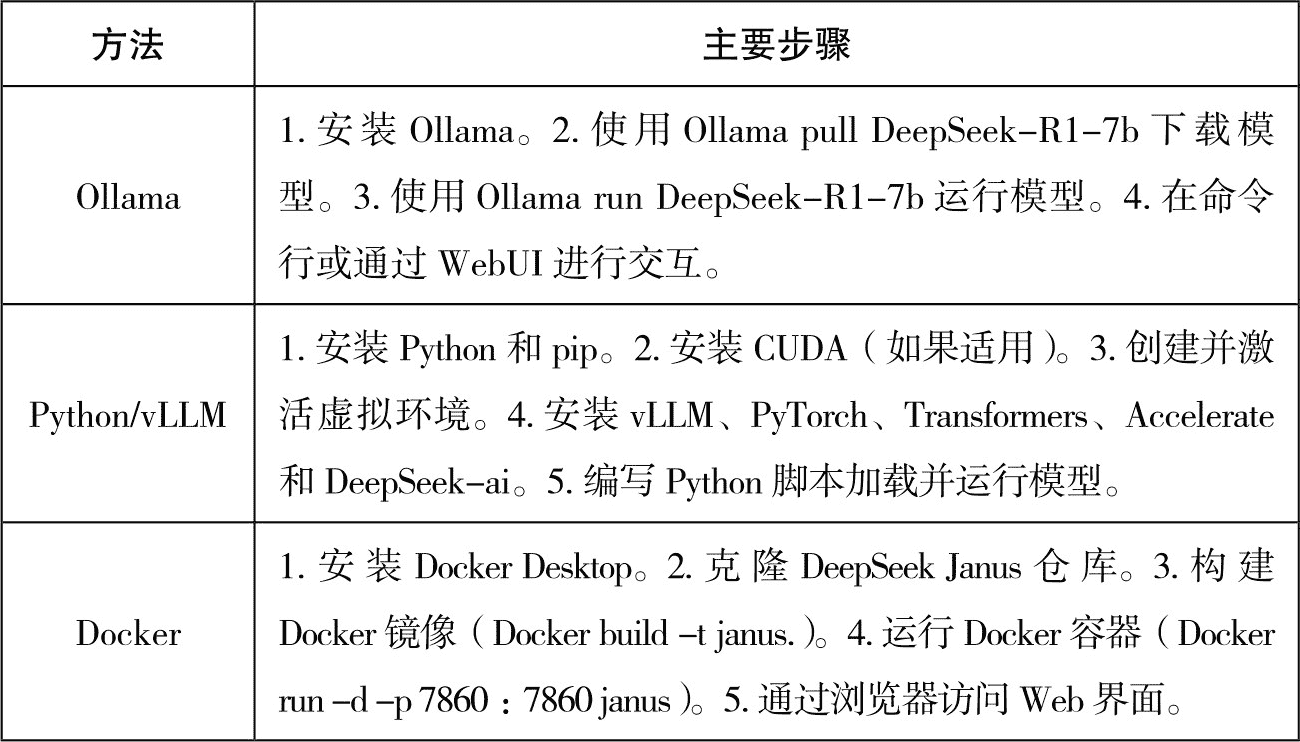 方法
主要步骤
Ollama
1. 安装 Ollama。2. 使用 Ollama pull DeepSeek-R1-7b 下载模
型。3. 使用 Ollama run DeepSeek-R1-7b 运行模型。4. 在命令
行或通过 WebUI 进行交互。
Python/vLLM
1. 安装 Python 和 pip。2. 安装 CUDA（如果适用）。3. 创建并激
活虚拟环境。4. 安装 vLLM、PyTorch、Transformers、Accelerate
和 DeepSeek-ai。5. 编写 Python 脚本加载并运行模型。
Docker
1. 安装 Docker Desktop。2. 克隆 DeepSeek Janus 仓库。3. 构建
Docker 镜像（Docker build -t janus.）。4. 运行 Docker 容器（Docker
run -d -p 7860：7860 janus）。5. 通过浏览器访问 Web 界面。